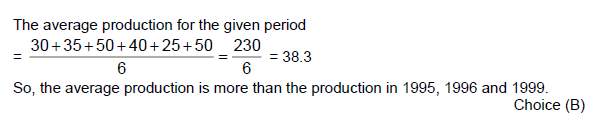 The average production for the given period
= 30+35+50+40+25+50 / 6 = 230 / 6 = 38.3
So, the average production is more than the production in 1995, 1996 and 1999.
Choice (B)